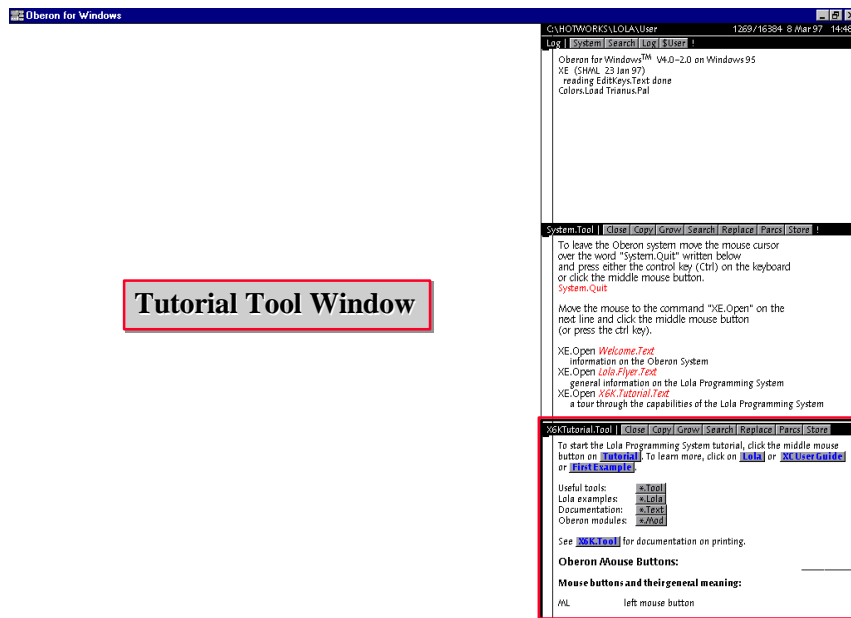 Oberon for Windows
C:\HOTWORKS\LOLA\User 1269/16384 8 Mar 97 14:46
Log | System Search Log $User !
Oberon for Windows™ V4.0-2.0 on Windows 95
XE (SHML 23 Jan 97)
reading EditKeys.Text done
Colors.Load Trianus.Pal
Tutorial Tool Window
System.Tool | Close Copy Grow Search Replace Parcs Store !
To leave the Oberon system move the mouse cursor
over the word "System.Quit" written below
and press either the control key (Ctrl) on the keyboard
or click the middle mouse button.
System.Quit
Move the mouse to the command "XE.Open" on the
next line and click the middle mouse button
(or press the ctrl key).
XE.Open Welcome.Text
information on the Oberon System
XE.Open Lola.Flyer.Text
general information on the Lola Programming System
XE.Open X6K.Tutorial.Text
a tour through the capabilities of the Lola Programming System
X6KTutorial.Tool | Close Copy Grow Search Replace Parcs Store
To start the Lola Programming System tutorial, click the middle mouse
button on Tutorial. To learn more, click on Lola or XCUserGuide
or FirstExample.
Useful tools: *.Tool
Lola examples: *.Lola
Documentation: *.Text
Oberon modules: *.Mod
See X6K.Tool for documentation on printing.
Oberon Mouse Buttons:
Mouse buttons and their general meaning:
ML left mouse button